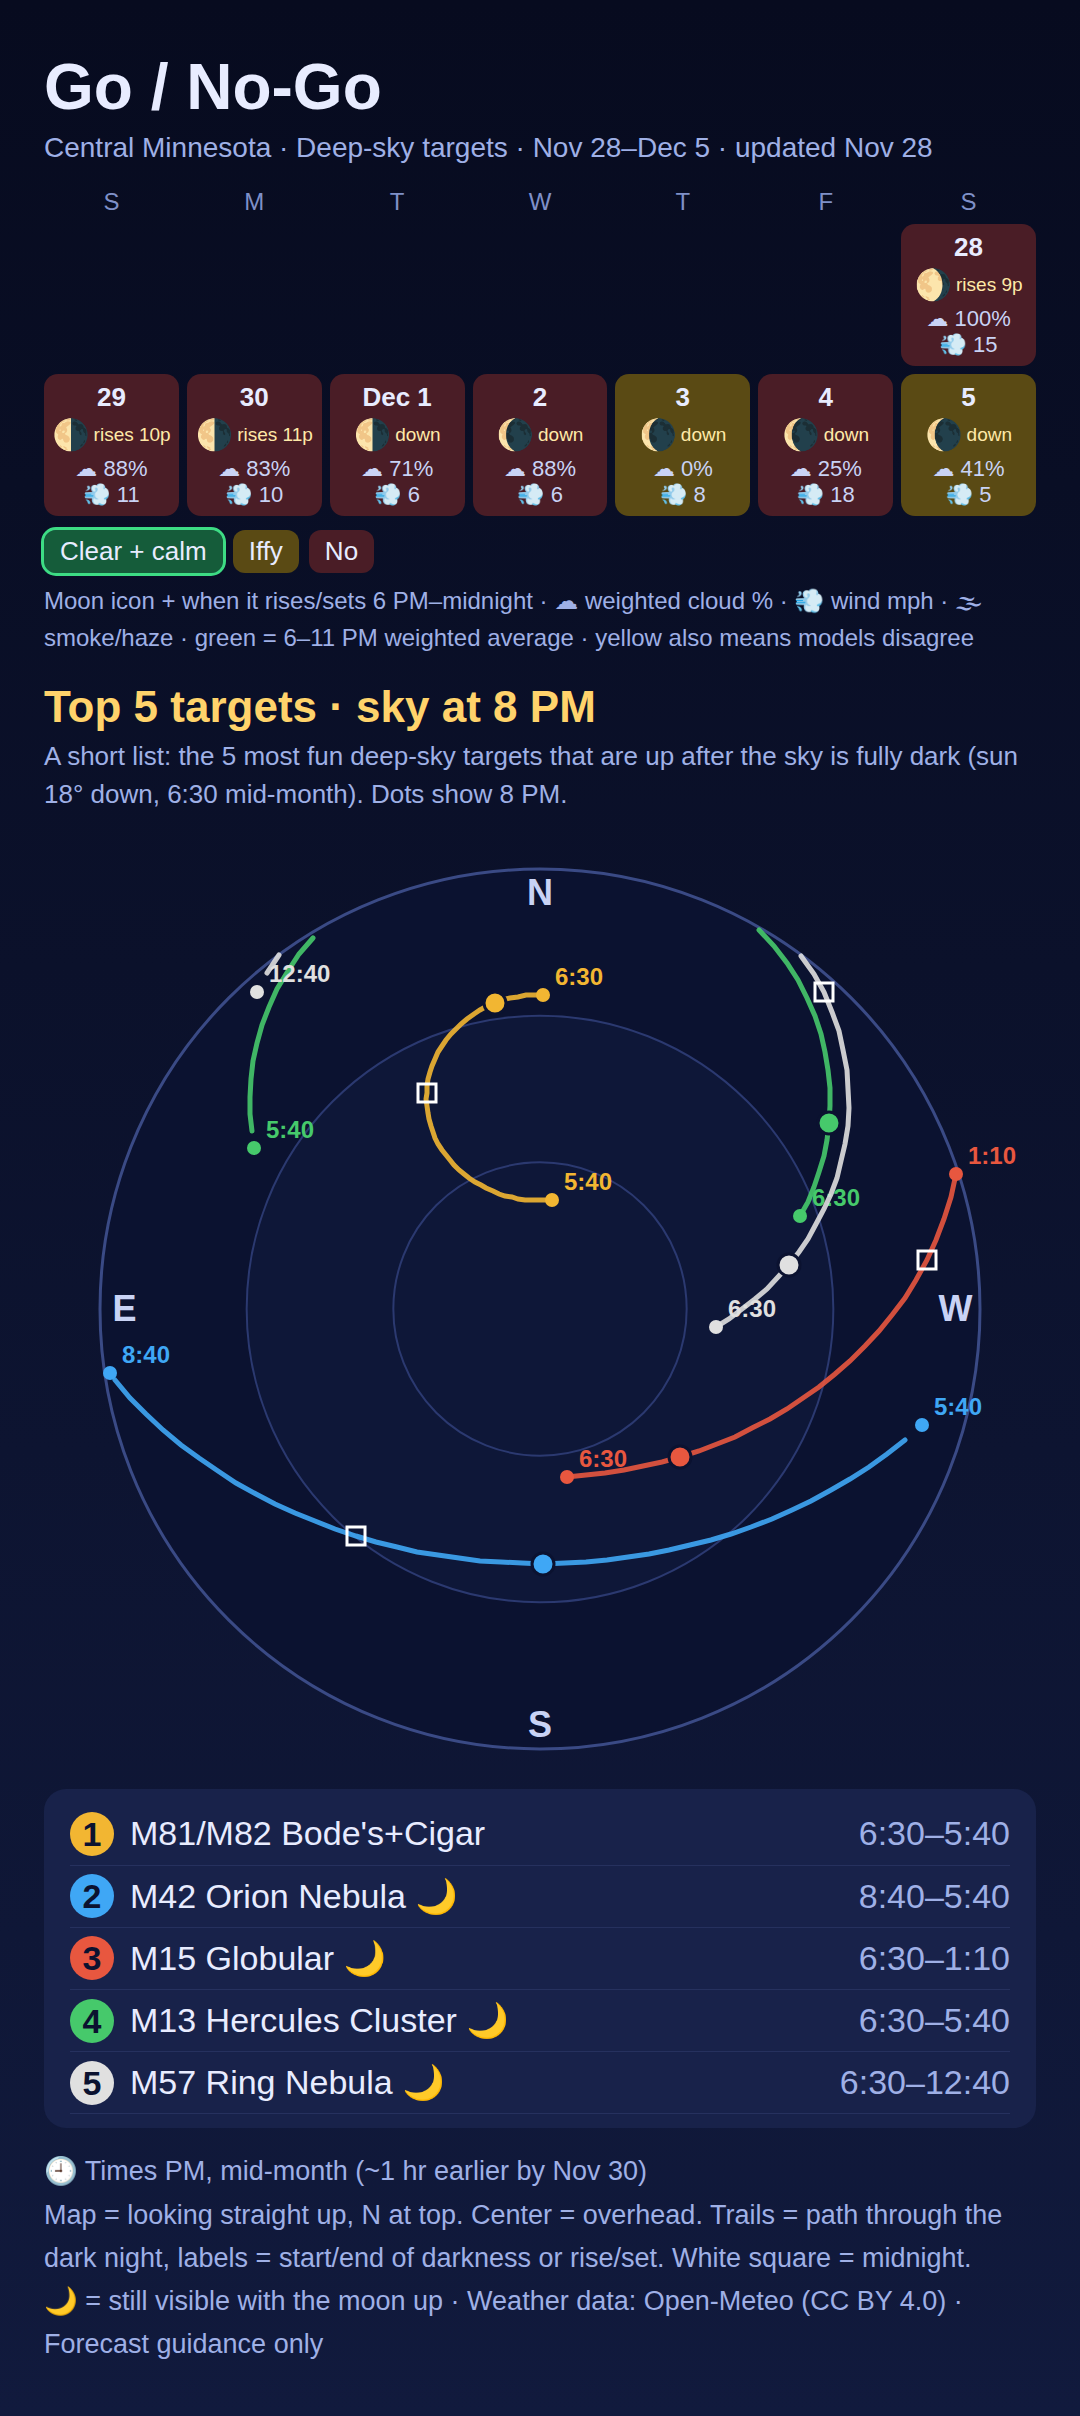 Go / No-Go
Central Minnesota · Deep-sky targets · Nov 28–Dec 5 · updated Nov 28
S M T W T F S
28
🌖 rises 9p
☁ 100%
💨 15
29 30 Dec 1 2 3 4 5
🌗 rises 10p 🌗 rises 11p 🌗 down 🌘 down 🌘 down 🌘 down 🌘 down
☁ 88% ☁ 83% ☁ 71% ☁ 88% ☁ 0% ☁ 25% ☁ 41%
💨 11 💨 10 💨 6 💨 6 💨 8 💨 18 💨 5
Clear + calm Iffy No
Moon icon + when it rises/sets 6 PM–midnight · ☁ weighted cloud % · 💨 wind mph · 🌫
smoke/haze · green = 6–11 PM weighted average · yellow also means models disagree
Top 5 targets · sky at 8 PM
A short list: the 5 most fun deep-sky targets that are up after the sky is fully dark (sun
18° down, 6:30 mid-month). Dots show 8 PM.
N
12:40 6:30
5:40
1:10
5:40
6:30
E 6:30 W
8:40
5:40
6:30
S
1 M81/M82 Bode's+Cigar 6:30–5:40
2 M42 Orion Nebula 🌙 8:40–5:40
3 M15 Globular 🌙 6:30–1:10
4 M13 Hercules Cluster 🌙 6:30–5:40
5 M57 Ring Nebula 🌙 6:30–12:40
🕘 Times PM, mid-month (~1 hr earlier by Nov 30)
Map = looking straight up, N at top. Center = overhead. Trails = path through the
dark night, labels = start/end of darkness or rise/set. White square = midnight.
🌙 = still visible with the moon up · Weather data: Open-Meteo (CC BY 4.0) ·
Forecast guidance only